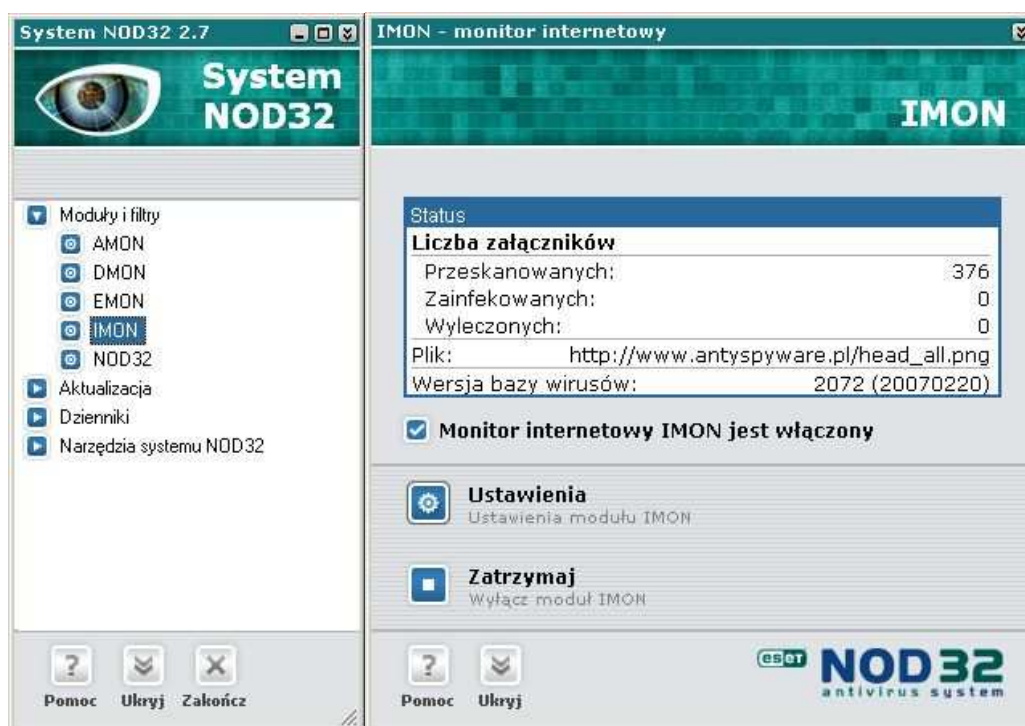 System NOD32 2.7
System
NOD32
Moduły i filtry
AMON
DMON
EMON
IMON
NOD32
Aktualizacja
Dzienniki
Narzędzia systemu NOD32
? ×
Pomoc Ukryj Zakończ
IMON - monitor internetowy
IMON
Status
Liczba załączników
Przeskanowanych: 376
Zainfekowanych: 0
Wyleczonych: 0
Plik: http://www.antyspyware.pl/head_all.png
Wersja bazy wirusów: 2072 (20070220)
Monitor internetowy IMON jest włączony
Ustawienia
Ustawienia modułu IMON
Zatrzymaj
Wyłącz moduł IMON
?
Pomoc Ukryj
eset NOD32
antivirus system